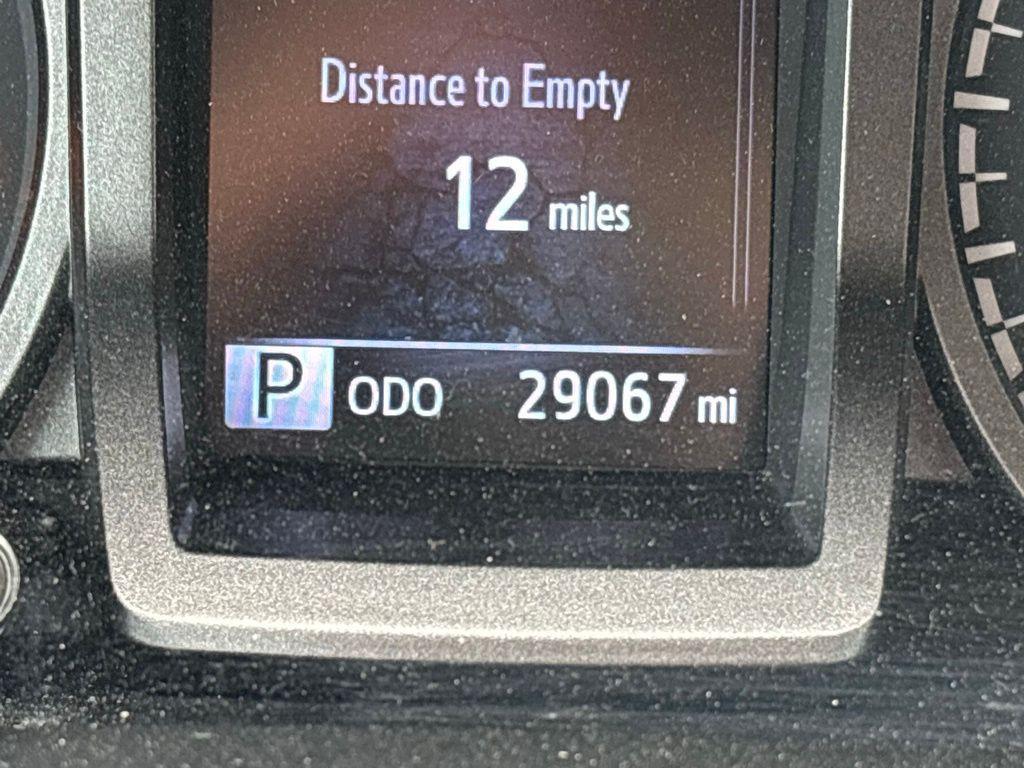 Distance to Empty
12 miles
P ODO 29067 mi